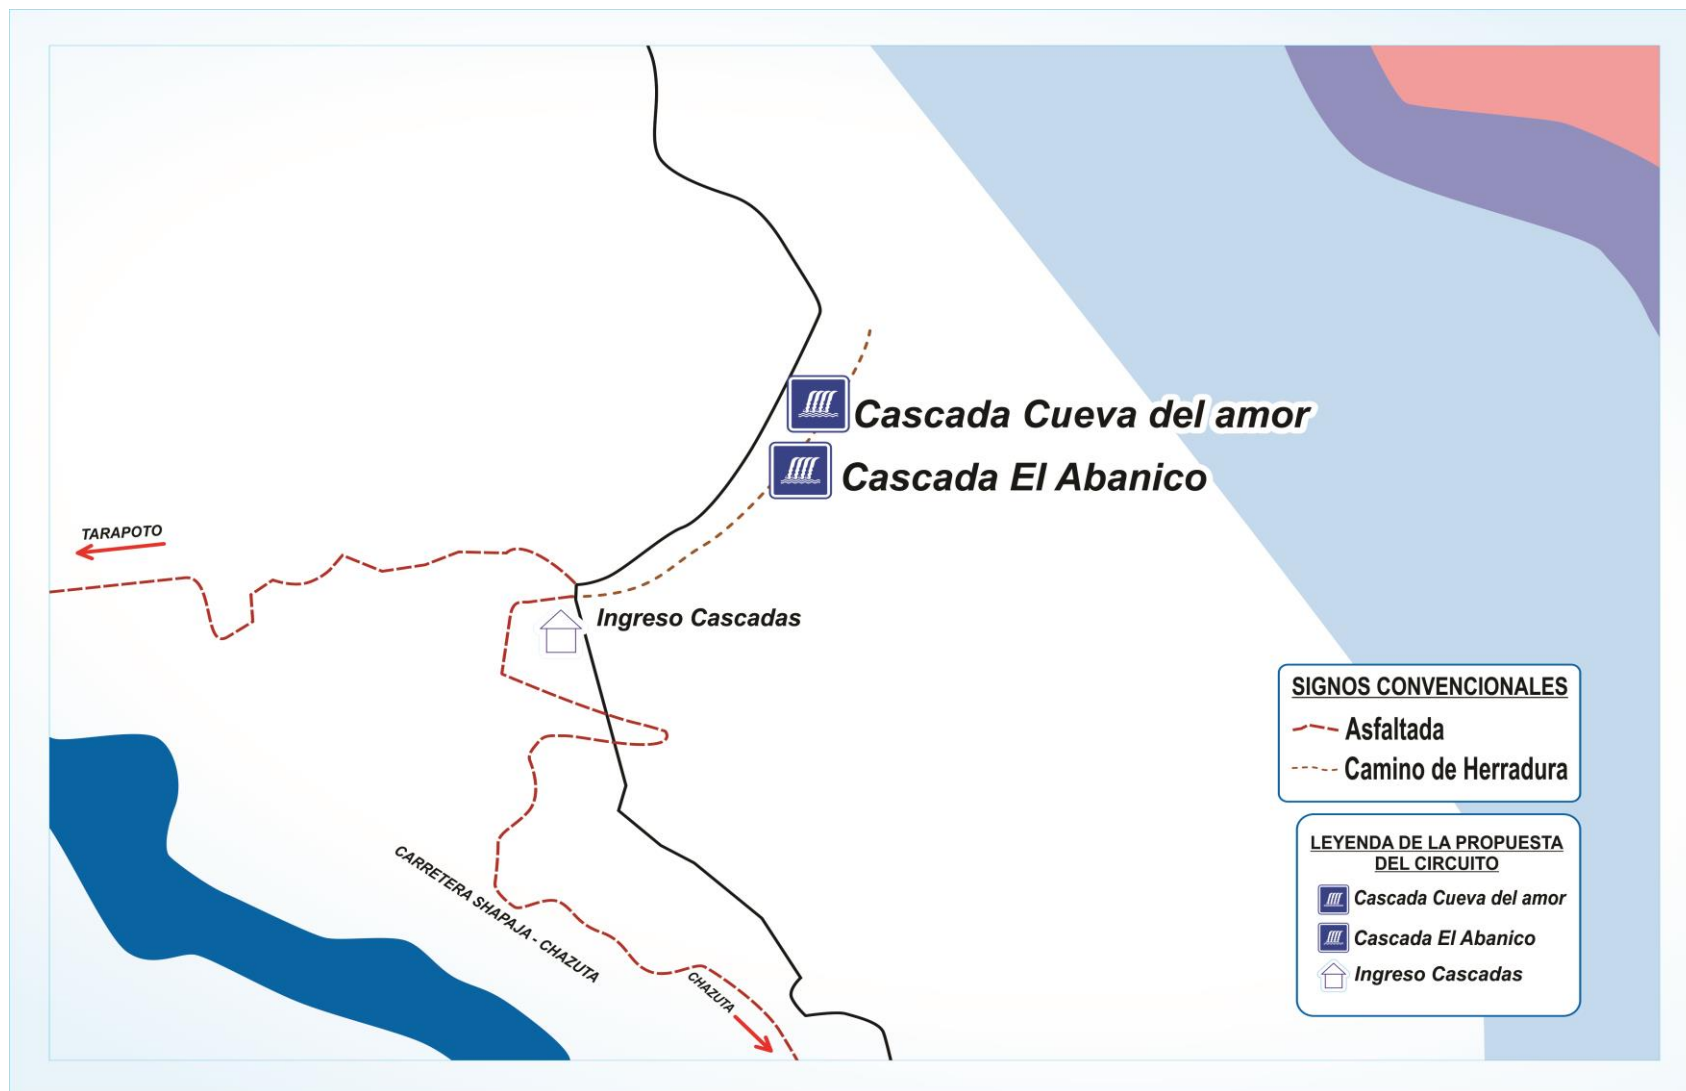 Cascada Cueva del amor
Cascada El Abanico
TARAPOTO
Ingreso Cascadas
CARRETERA SHAPAJA - CHAZUTA
CHAZUTA
SIGNOS CONVENCIONALES
Asfaltada
Camino de Herradura
LEYENDA DE LA PROPUESTA
DEL CIRCUITO
Cascada Cueva del amor
Cascada El Abanico
Ingreso Cascadas